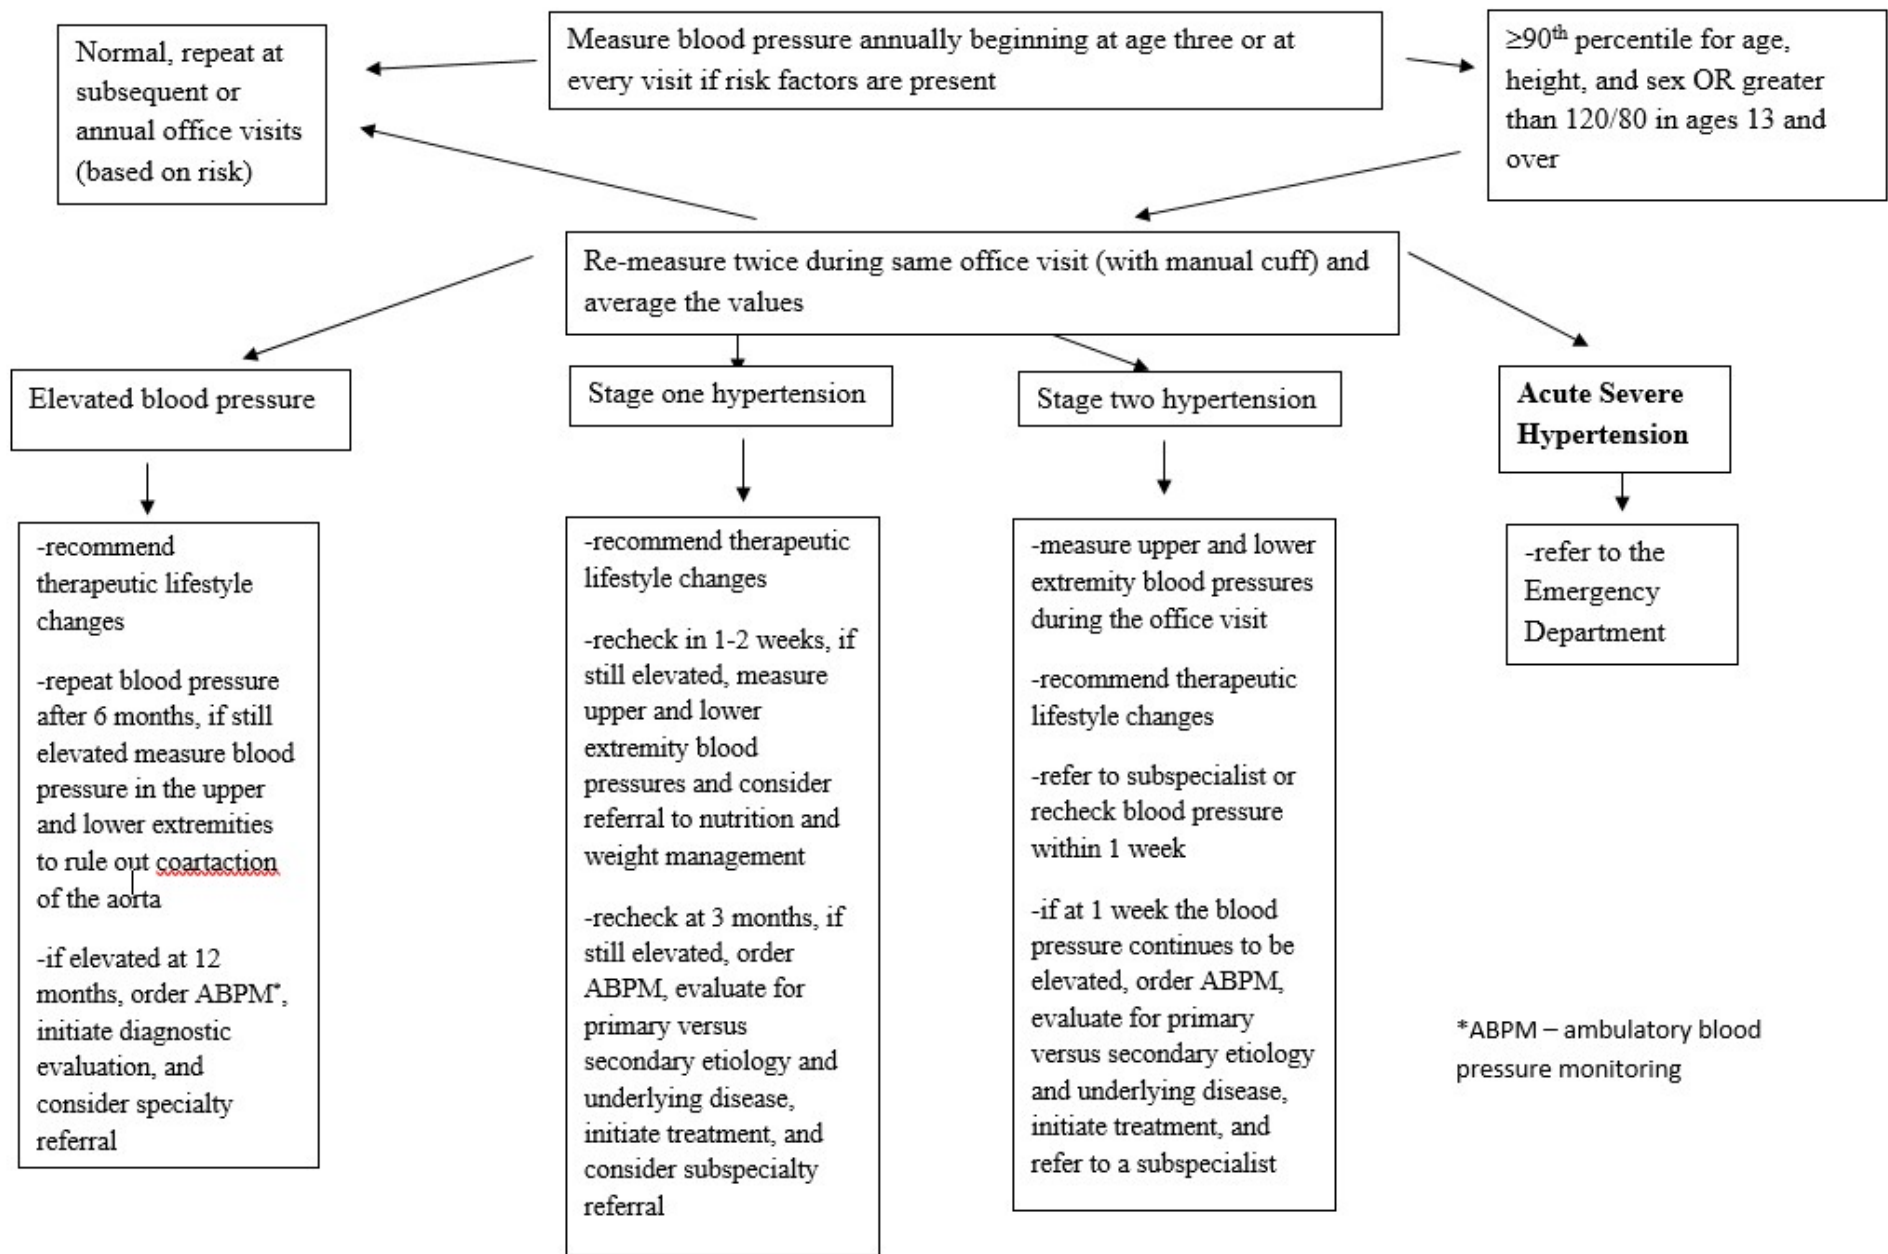 Normal, repeat at
subsequent or
annual office visits
(based on risk)
Measure blood pressure annually beginning at age three or at
every visit if risk factors are present
≥90th percentile for age,
height, and sex OR greater
than 120/80 in ages 13 and
over
Re-measure twice during same office visit (with manual cuff) and
average the values
Elevated blood pressure
Stage one hypertension
Stage two hypertension
Acute Severe
Hypertension
-recommend
therapeutic lifestyle
changes
-repeat blood pressure
after 6 months, if still
elevated measure blood
pressure in the upper
and lower extremities
to rule out coartaction
of the aorta
-if elevated at 12
months, order ABPM*,
initiate diagnostic
evaluation, and
consider specialty
referral
-recommend therapeutic
lifestyle changes
-recheck in 1-2 weeks, if
still elevated, measure
upper and lower
extremity blood
pressures and consider
referral to nutrition and
weight management
-recheck at 3 months, if
still elevated, order
ABPM, evaluate for
primary versus
secondary etiology and
underlying disease,
initiate treatment, and
consider subspecialty
referral
-measure upper and lower
extremity blood pressures
during the office visit
-recommend therapeutic
lifestyle changes
-refer to subspecialist or
recheck blood pressure
within 1 week
-if at 1 week the blood
pressure continues to be
elevated, order ABPM,
evaluate for primary
versus secondary etiology
and underlying disease,
initiate treatment, and
refer to a subspecialist
-refer to the
Emergency
Department
*ABPM – ambulatory blood
pressure monitoring